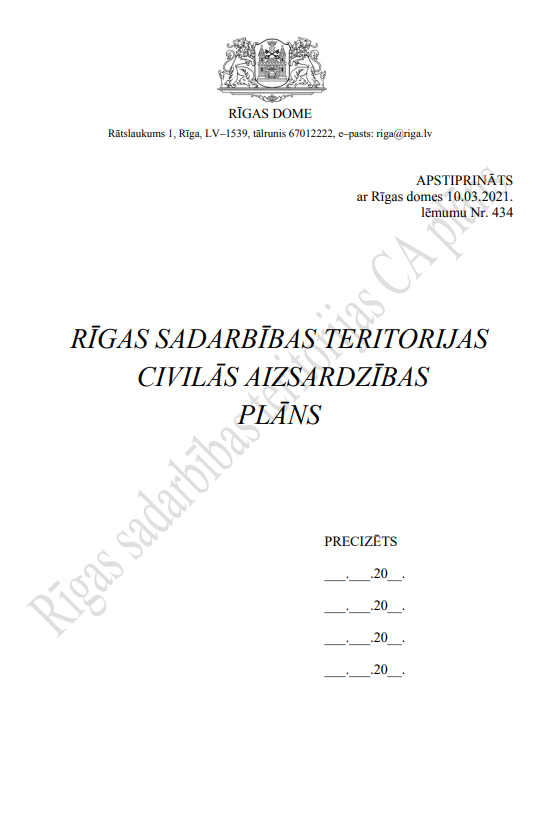 RĪGAS DOME
Rātslaukums 1, Rīga, LV–1539, tālrunis 67012222, e–pasts: riga@riga.lv
APSTIPRINĀTS
ar Rīgas domes 10.03.2021.
lēmumu Nr. 434
RĪGAS SADARBĪBAS TERITORIJAS
CIVILĀS AIZSARDZĪBAS
PLĀNS
Rīgas sadarbības teritorijas CA plāns
PRECIZĒTS
___.___.20__.
___.___.20__.
___.___.20__.
___.___.20__.